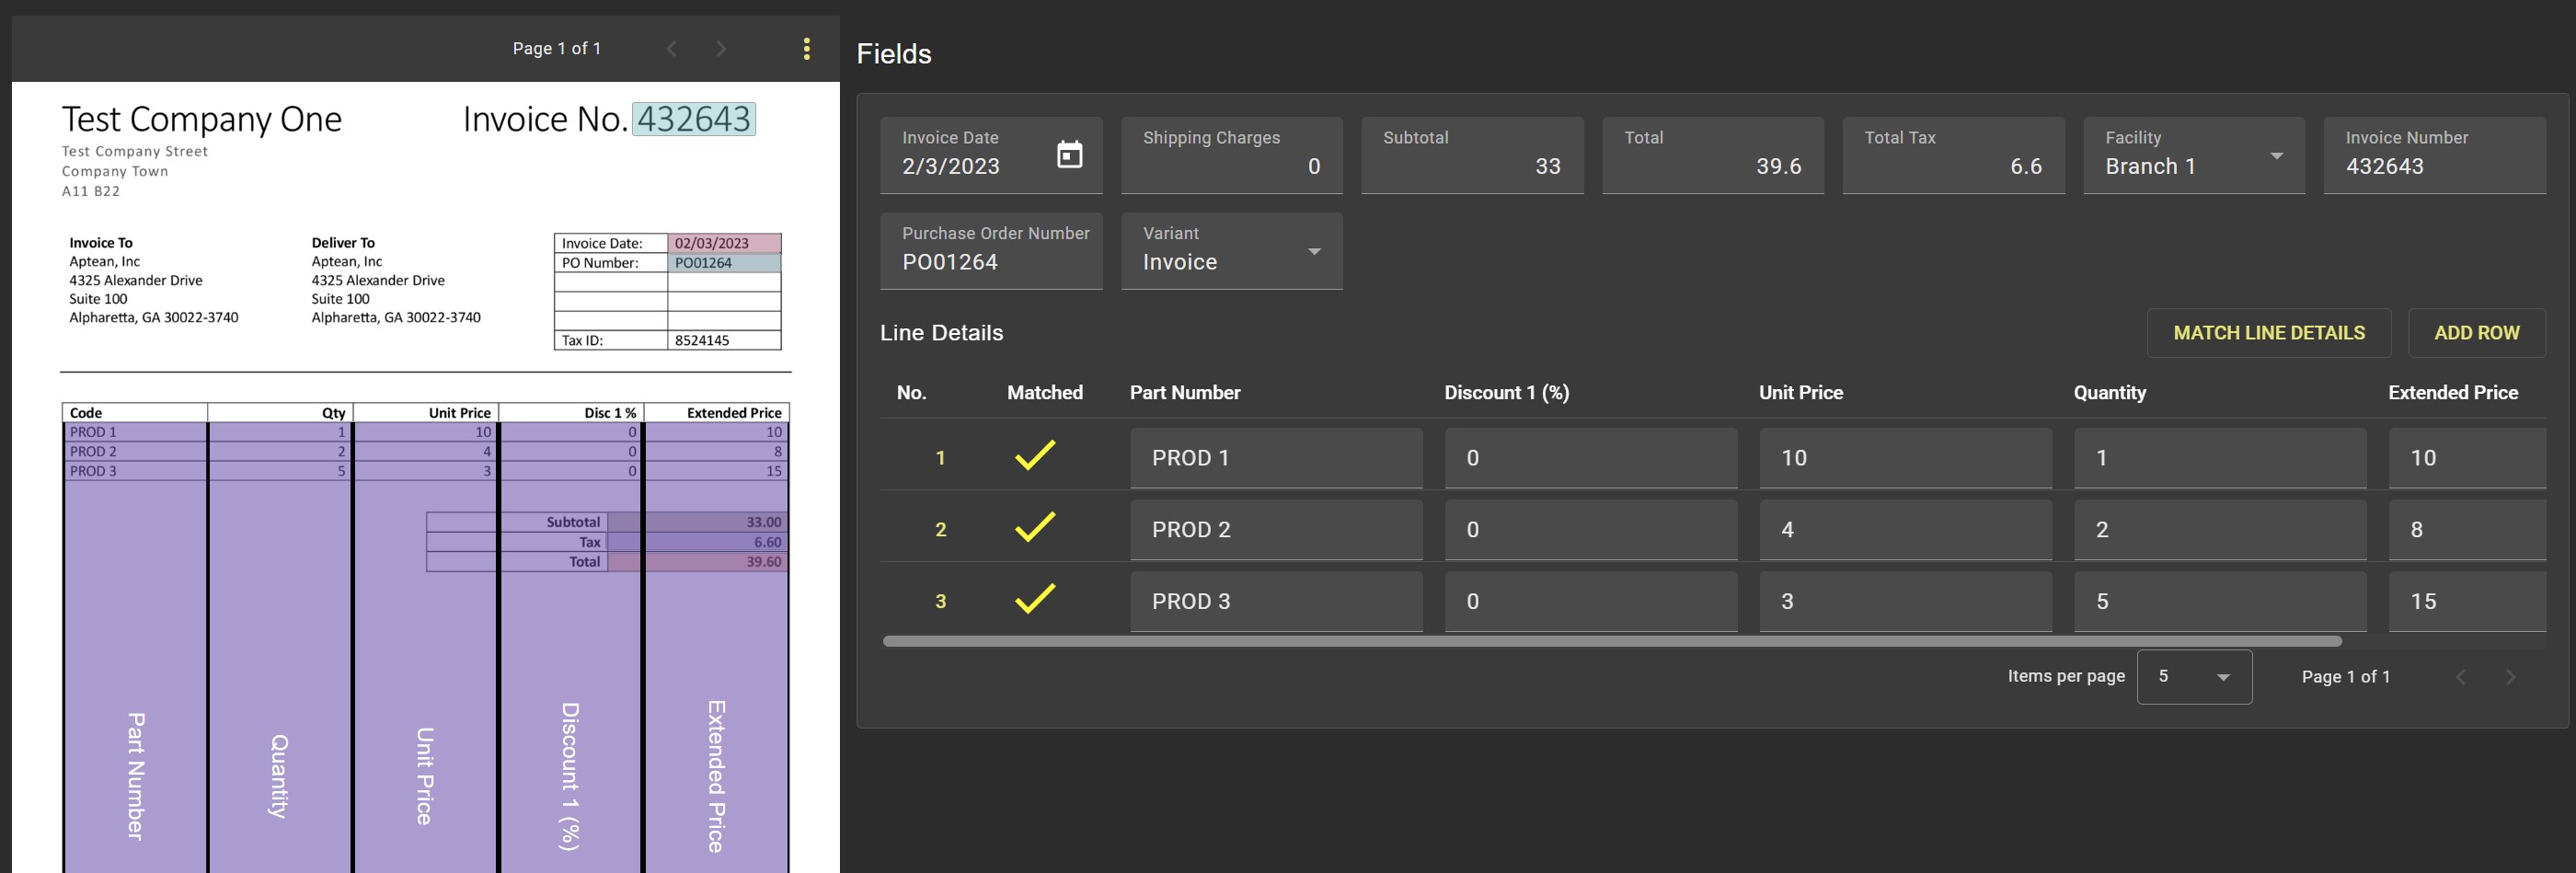 Page 1 of 1
Test Company One
Invoice No. 432643
Test Company Street
Company Town
A11 B22
Invoice To
Aptean, Inc
4325 Alexander Drive
Suite 100
Alpharetta, GA 30022-3740
Deliver To
Aptean, Inc
4325 Alexander Drive
Suite 100
Alpharetta, GA 30022-3740
Invoice Date: 02/03/2023
PO Number: PO01264
Tax ID: 8524145
Code Qty Unit Price Disc 1 % Extended Price
PROD 1 1 10 0 10
PROD 2 2 4 0 8
PROD 3 5 3 0 15
Subtotal 33.00
Tax 6.60
Total 39.60
Part Number
Quantity
Unit Price
Discount 1 (%)
Extended Price
Fields
Invoice Date
2/3/2023
Shipping Charges
0
Subtotal
33
Total
39.6
Total Tax
6.6
Facility
Branch 1
Invoice Number
432643
Purchase Order Number
PO01264
Variant
Invoice
Line Details
MATCH LINE DETAILS
ADD ROW
No. Matched Part Number Discount 1 (%) Unit Price Quantity Extended Price
1 PROD 1 0 10 1 10
2 PROD 2 0 4 2 8
3 PROD 3 0 3 5 15
Items per page 5 Page 1 of 1